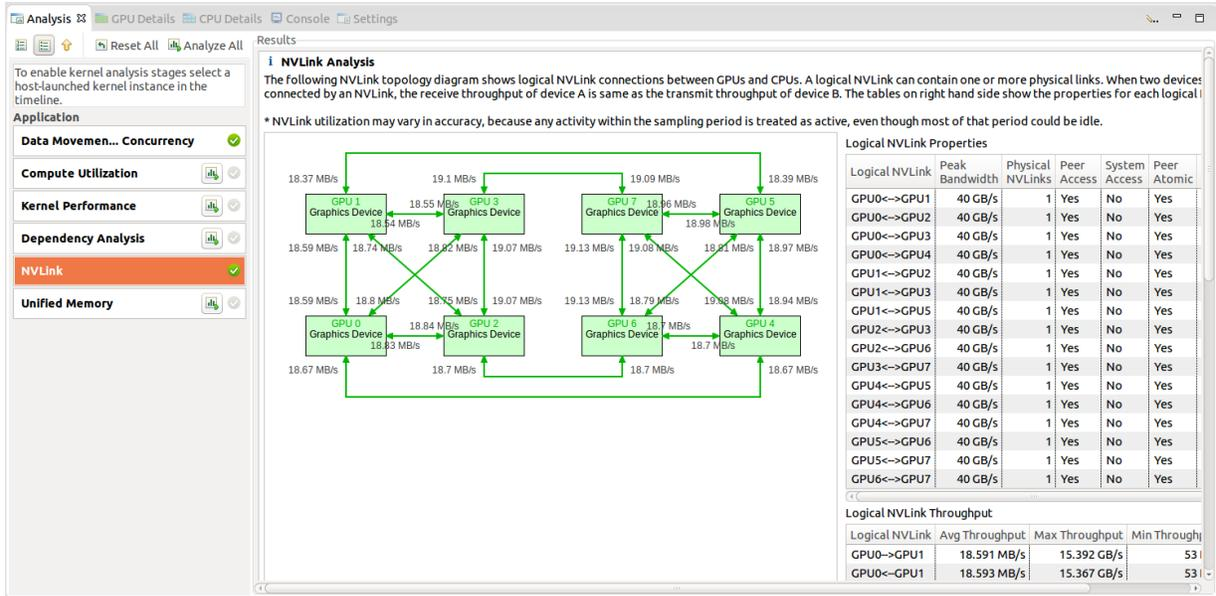 Analysis GPU Details CPU Details Console Settings
Reset All Analyze All
To enable kernel analysis stages select a
host-launched kernel instance in the
timeline.
Application
Data Movemen... Concurrency
Compute Utilization
Kernel Performance
Dependency Analysis
NVLink
Unified Memory
Results
i NVLink Analysis
The following NVLink topology diagram shows logical NVLink connections between GPUs and CPUs. A logical NVLink can contain one or more physical links. When two devices
connected by an NVLink, the receive throughput of device A is same as the transmit throughput of device B. The tables on right hand side show the properties for each logical
* NVLink utilization may vary in accuracy, because any activity within the sampling period is treated as active, even though most of that period could be idle.
18.37 MB/s 19.1 MB/s 19.09 MB/s 18.39 MB/s
GPU 1 18.55 MB/s GPU 3 GPU 7 18.96 MB/s GPU 5
Graphics Device Graphics Device Graphics Device Graphics Device
18.54 MB/s 18.98 MB/s
18.59 MB/s 18.74 MB/s 18.82 MB/s 19.07 MB/s 19.13 MB/s 19.08 MB/s 18.81 MB/s 18.97 MB/s
18.59 MB/s 18.8 MB/s 18.75 MB/s 19.07 MB/s 19.13 MB/s 18.79 MB/s 19.08 MB/s 18.94 MB/s
GPU 0 18.84 MB/s GPU 2 GPU 6 18.7 MB/s GPU 4
Graphics Device Graphics Device Graphics Device Graphics Device
18.83 MB/s 18.7 MB/s
18.67 MB/s 18.7 MB/s 18.7 MB/s 18.67 MB/s
Logical NVLink Properties
Logical NVLink Peak Bandwidth Physical NVLinks Peer Access System Access Peer Atomic
GPU0<-->GPU1 40 GB/s 1 Yes No Yes
GPU0<-->GPU2 40 GB/s 1 Yes No Yes
GPU0<-->GPU3 40 GB/s 1 Yes No Yes
GPU0<-->GPU4 40 GB/s 1 Yes No Yes
GPU1<-->GPU2 40 GB/s 1 Yes No Yes
GPU1<-->GPU3 40 GB/s 1 Yes No Yes
GPU1<-->GPU5 40 GB/s 1 Yes No Yes
GPU2<-->GPU3 40 GB/s 1 Yes No Yes
GPU2<-->GPU6 40 GB/s 1 Yes No Yes
GPU3<-->GPU7 40 GB/s 1 Yes No Yes
GPU4<-->GPU5 40 GB/s 1 Yes No Yes
GPU4<-->GPU6 40 GB/s 1 Yes No Yes
GPU4<-->GPU7 40 GB/s 1 Yes No Yes
GPU5<-->GPU6 40 GB/s 1 Yes No Yes
GPU5<-->GPU7 40 GB/s 1 Yes No Yes
GPU6<-->GPU7 40 GB/s 1 Yes No Yes
Logical NVLink Throughput
Logical NVLink Avg Throughput Max Throughput Min Through
GPU0-->GPU1 18.591 MB/s 15.392 GB/s 53
GPU0<--GPU1 18.593 MB/s 15.367 GB/s 53